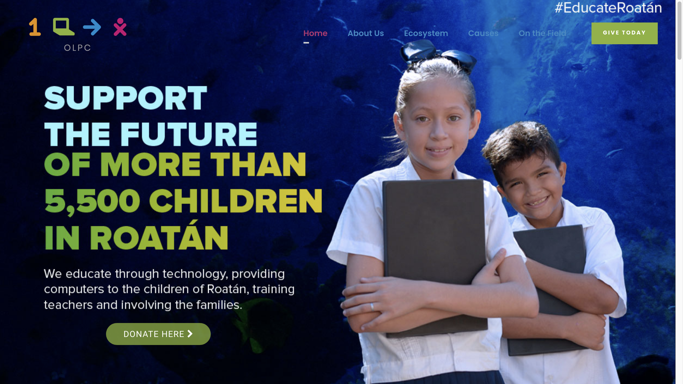 #EducateRoatán
OLPC
Home About Us Ecosystem Causes On the Field GIVE TODAY
SUPPORT
THE FUTURE
OF MORE THAN
5,500 CHILDREN
IN ROATÁN
We educate through technology, providing
computers to the children of Roatán, training
teachers and involving the families.
DONATE HERE